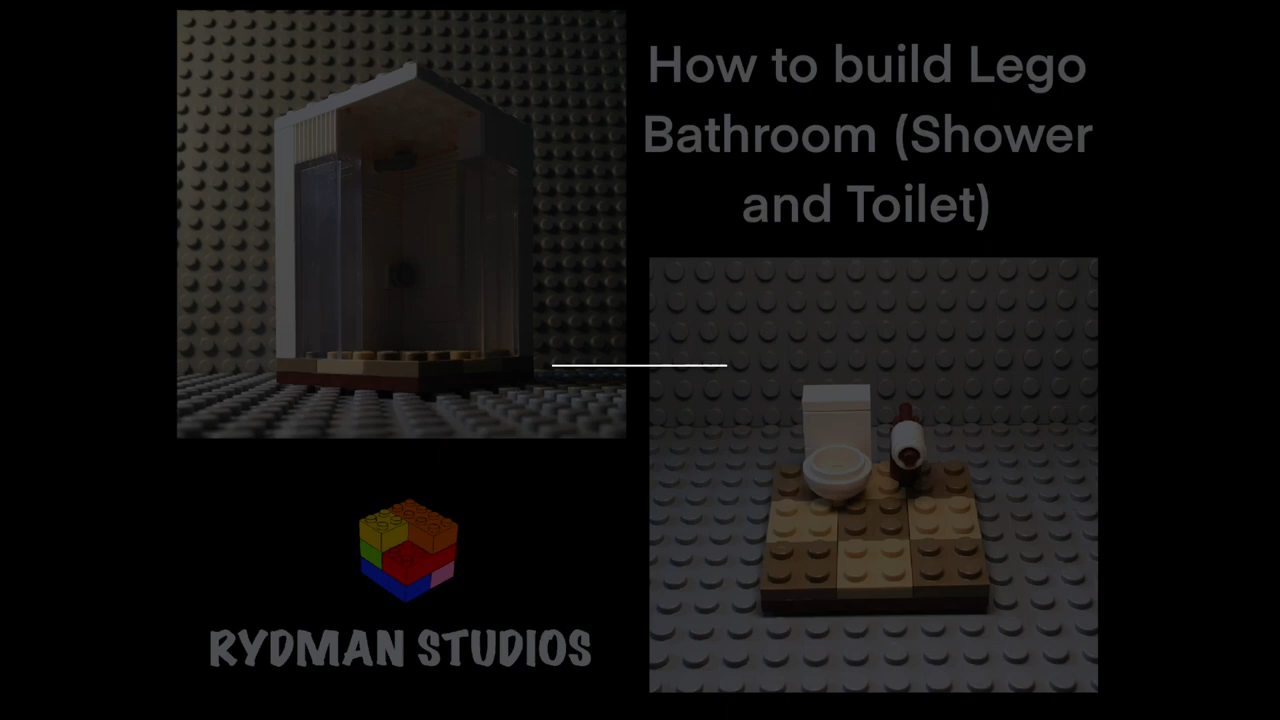 How to build Lego
Bathroom (Shower
and Toilet)
RYDMAN STUDIOS